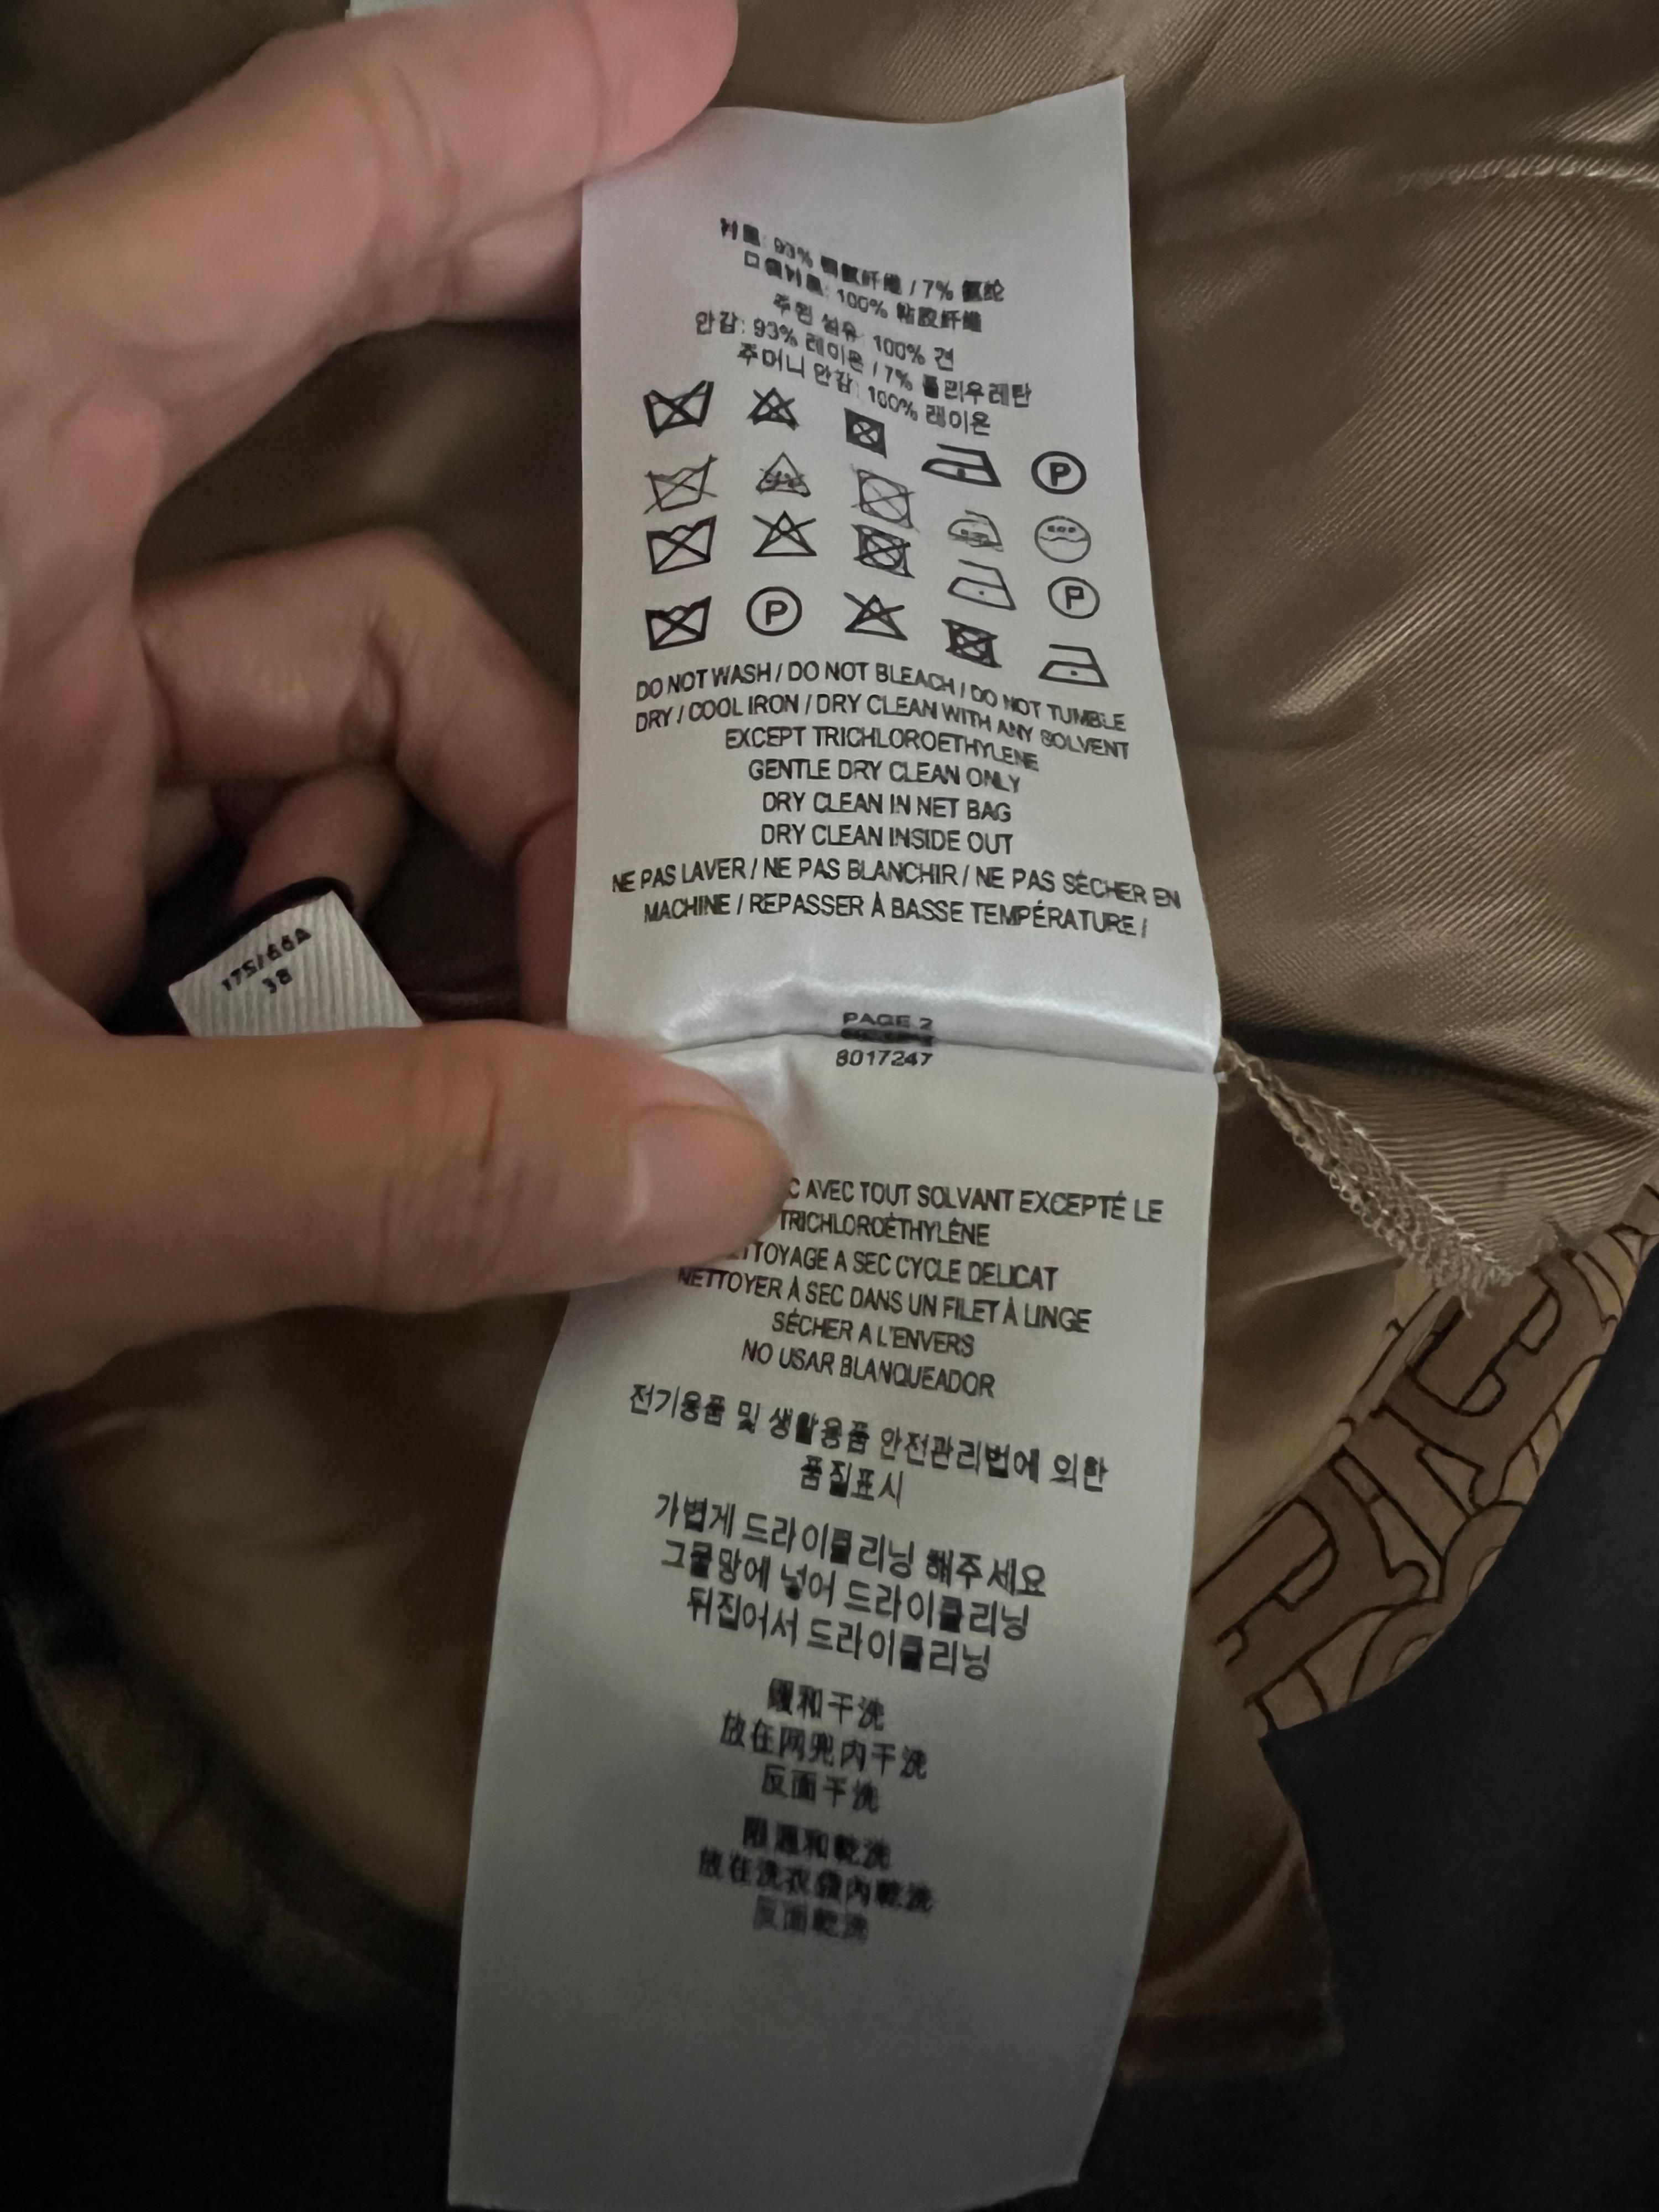 衬里: 93% 铜氨纤维 / 7% 氨纶
口袋衬里: 100% 粘胶纤维
주원 섬유: 100% 견
안감: 93% 레이온 / 7% 폴리우레탄
주머니 안감: 100% 레이온
P
P
P
DO NOT WASH / DO NOT BLEACH / DO NOT TUMBLE
DRY / COOL IRON / DRY CLEAN WITH ANY SOLVENT
EXCEPT TRICHLOROETHYLENE
GENTLE DRY CLEAN ONLY
DRY CLEAN IN NET BAG
DRY CLEAN INSIDE OUT
NE PAS LAVER / NE PAS BLANCHIR / NE PAS SÉCHER EN
MACHINE / REPASSER À BASSE TEMPÉRATURE /
175/66A
38
PAGE 2
8017247
C AVEC TOUT SOLVANT EXCEPTÉ LE
TRICHLOROÉTHYLÈNE
TTOYAGE A SEC CYCLE DELICAT
NETTOYER À SEC DANS UN FILET À LINGE
SÉCHER A L'ENVERS
NO USAR BLANQUEADOR
전기용품 및 생활용품 안전관리법에 의한
품질표시
가볍게 드라이클리닝 해주세요
그물망에 넣어 드라이클리닝
뒤집어서 드라이클리닝
缓和干洗
放在网兜内干洗
反面干洗
和乾洗
放在洗衣袋內乾洗
反面乾洗